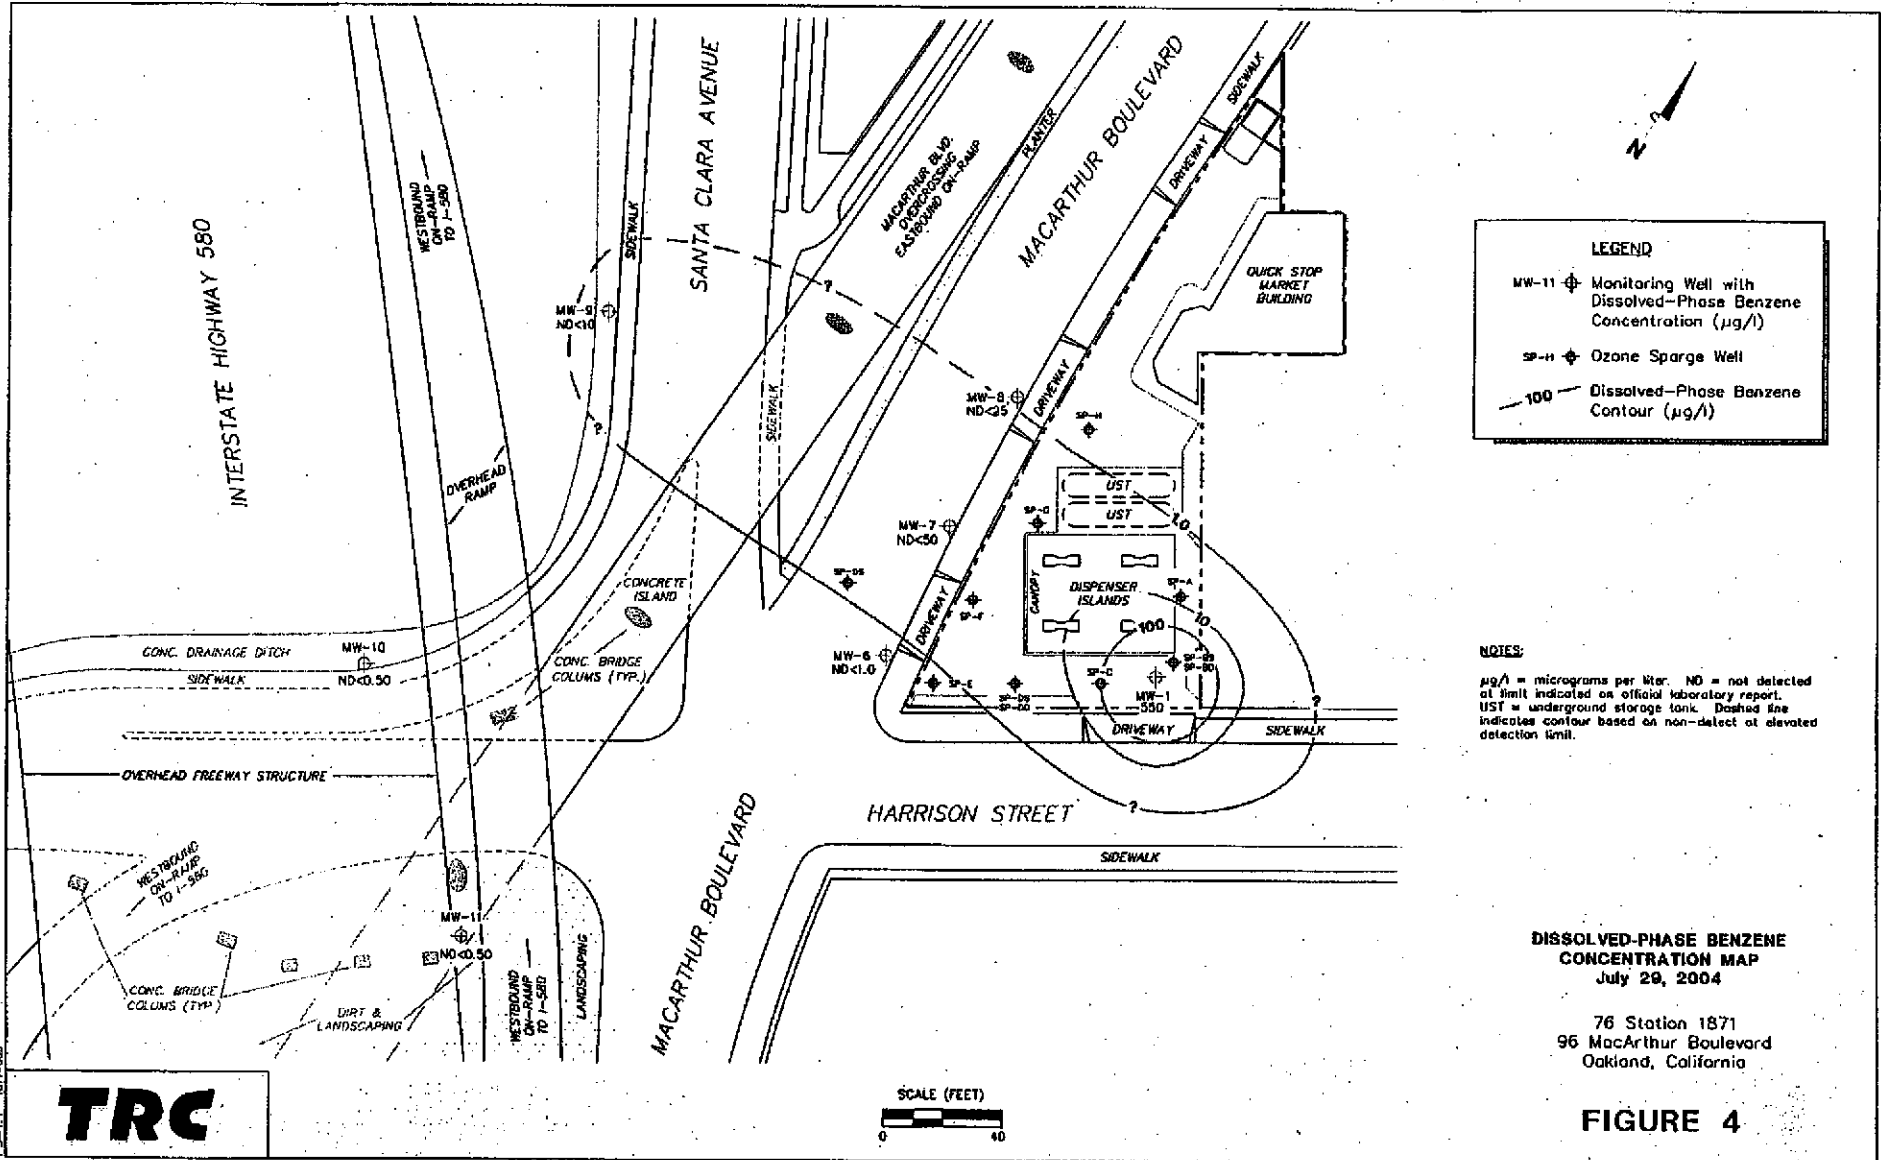 SANTA CLARA AVENUE
MACARTHUR BOULEVARD
SIDEWALK
DRIVEWAY
PLANTER
MACARTHUR BLVD.
OVERCROSSING
EASTBOUND ON-RAMP
WESTBOUND
ON-RAMP
TO I-580
SIDEWALK
INTERSTATE HIGHWAY 580
N
QUICK STOP
MARKET
BUILDING
LEGEND
MW-11 Monitoring Well with
Dissolved-Phase Benzene
Concentration (µg/l)
SP-H Ozone Sparge Well
100 Dissolved-Phase Benzene
Contour (µg/l)
?
MW-9
ND<10
MW-8
ND<25
DRIVEWAY
SP-H
SIDEWALK
?
OVERHEAD
RAMP
UST
UST
1.0
MW-7
ND<50
SP-G
CANOPY
DISPENSER
ISLANDS
SP-A
10
100
SP-DS
SP-F
DRIVEWAY
CONCRETE
ISLAND
CONC. DRAINAGE DITCH
SIDEWALK
MW-10
ND<0.50
CONC. BRIDGE
COLUMS (TYP.)
MW-6
ND<1.0
SP-E
SP-DS
SP-DD
SP-C
MW-1
550
SP-BS
SP-BD
DRIVEWAY
SIDEWALK
?
?
NOTES:
µg/l = micrograms per liter. ND = not detected
at limit indicated on official laboratory report.
UST = underground storage tank. Dashed line
indicates contour based on non-detect at elevated
detection limit.
OVERHEAD FREEWAY STRUCTURE
HARRISON STREET
SIDEWALK
MACARTHUR BOULEVARD
WESTBOUND
ON-RAMP
TO I-580
MW-11
ND<0.50
CONC. BRIDGE
COLUMS (TYP.)
DIRT &
LANDSCAPING
WESTBOUND
ON-RAMP
TO I-580
LANDSCAPING
DISSOLVED-PHASE BENZENE
CONCENTRATION MAP
July 29, 2004
76 Station 1871
96 MacArthur Boulevard
Oakland, California
TRC
SCALE (FEET)
0 40
FIGURE 4